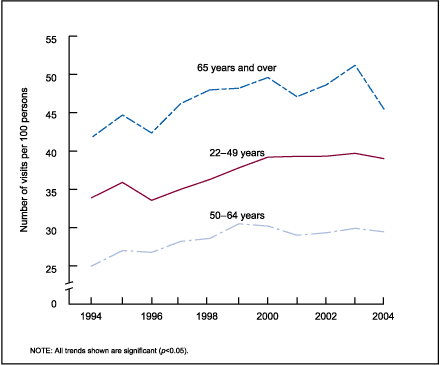 Number of visits per 100 persons
55
50
45
40
35
30
25
0
65 years and over
22–49 years
50–64 years
1994
1996
1998
2000
2002
2004
NOTE: All trends shown are significant (p<0.05).